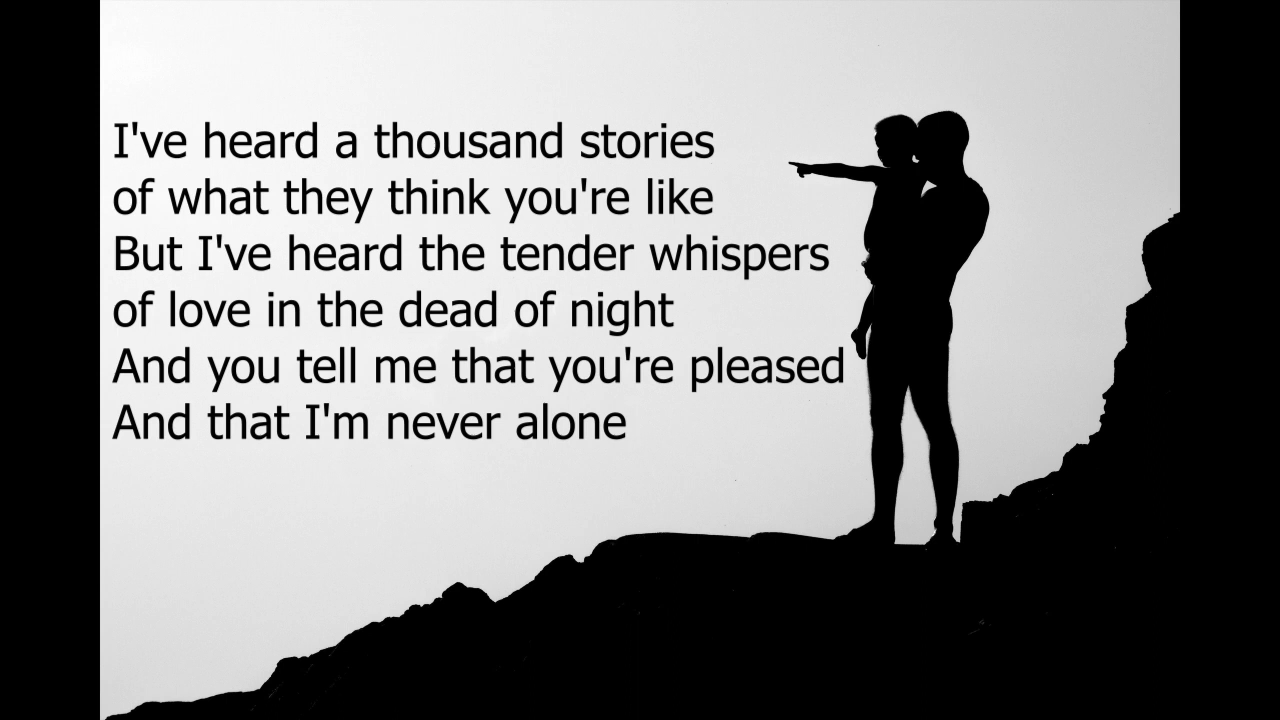 I've heard a thousand stories
of what they think you're like
But I've heard the tender whispers
of love in the dead of night
And you tell me that you're pleased
And that I'm never alone